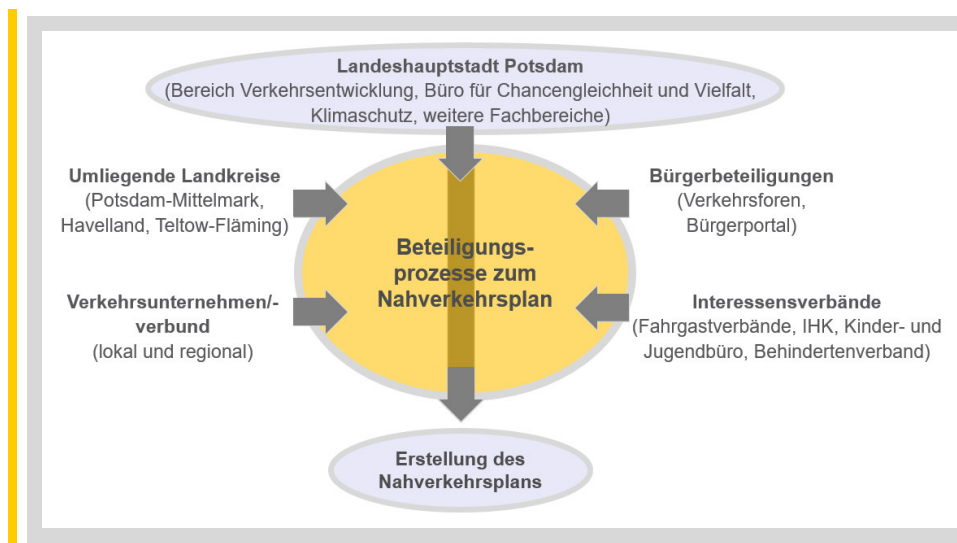 Landeshauptstadt Potsdam
(Bereich Verkehrsentwicklung, Büro für Chancengleichheit und Vielfalt,
Klimaschutz, weitere Fachbereiche)
Umliegende Landkreise
(Potsdam-Mittelmark,
Havelland, Teltow-Fläming)
Bürgerbeteiligungen
(Verkehrsforen,
Bürgerportal)
Beteiligungs-
prozesse zum
Nahverkehrsplan
Verkehrsunternehmen/-
verbund
(lokal und regional)
Interessensverbände
(Fahrgastverbände, IHK, Kinder- und
Jugendbüro, Behindertenverband)
Erstellung des
Nahverkehrsplans